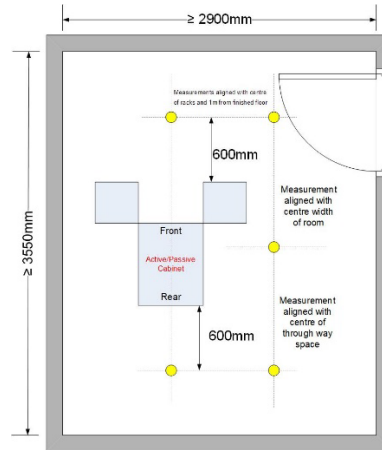 ≥ 2900mm
Measurements aligned with centre
of racks and 1m from finished floor
600mm
≥ 3550mm
Measurement
aligned with
centre width
of room
Front
Active/Passive
Cabinet
Rear
Measurement
aligned with
centre of
through way
space
600mm